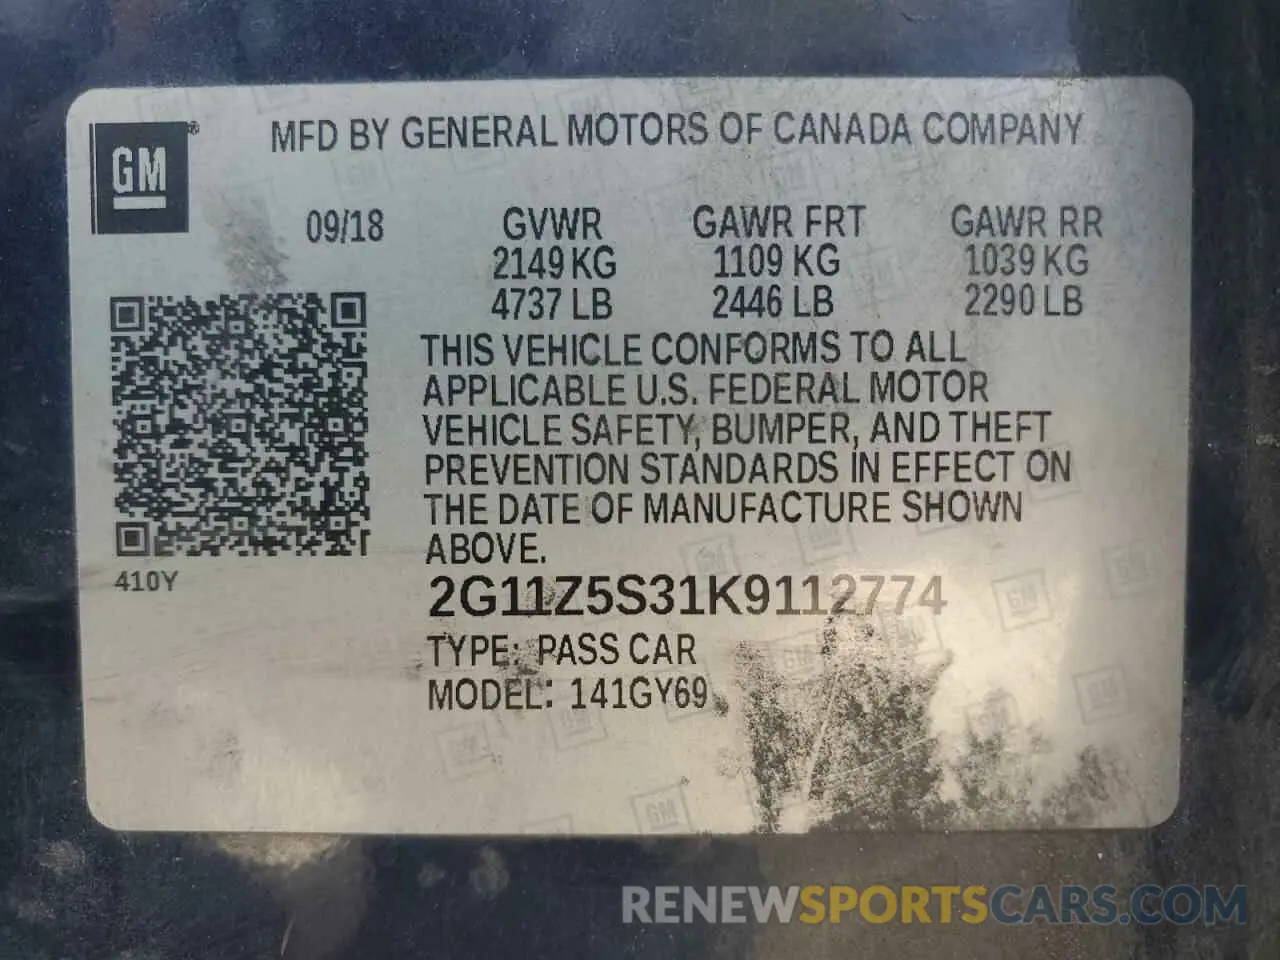 MFD BY GENERAL MOTORS OF CANADA COMPANY
GM®
09/18 GVWR GAWR FRT GAWR RR
2149 KG 1109 KG 1039 KG
4737 LB 2446 LB 2290 LB
THIS VEHICLE CONFORMS TO ALL
APPLICABLE U.S. FEDERAL MOTOR
VEHICLE SAFETY, BUMPER, AND THEFT
PREVENTION STANDARDS IN EFFECT ON
THE DATE OF MANUFACTURE SHOWN
ABOVE.
410Y
2G11Z5S31K9112774
TYPE: PASS CAR
MODEL: 141GY69
RENEWSPORTSCARS.COM